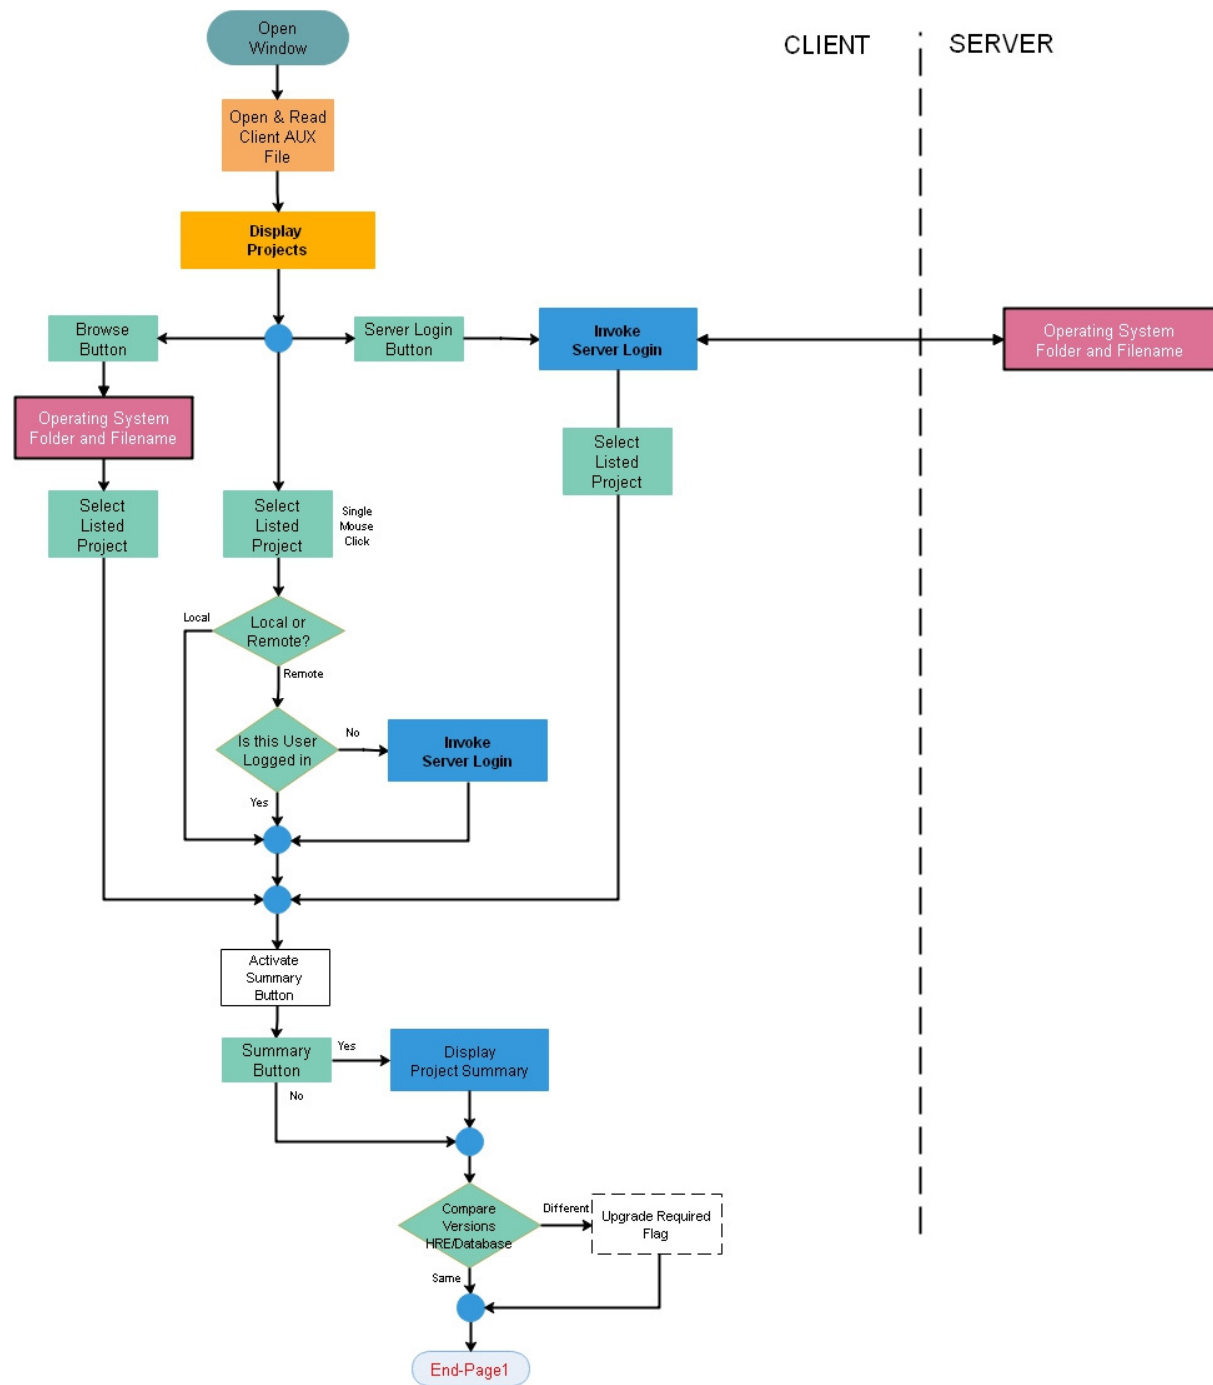 Open
Window
CLIENT
SERVER
Open & Read
Client AUX
File
Display
Projects
Browse
Button
Server Login
Button
Invoke
Server Login
Operating System
Folder and Filename
Operating System
Folder and Filename
Select
Listed
Project
Select
Listed
Project
Select
Listed
Project
Single
Mouse
Click
Local
Local or
Remote?
Remote
Is this User
Logged in
No
Invoke
Server Login
Yes
Activate
Summary
Button
Summary
Button
Yes
Display
Project Summary
No
Compare
Versions
HRE/Database
Different
Upgrade Required
Flag
Same
End-Page1